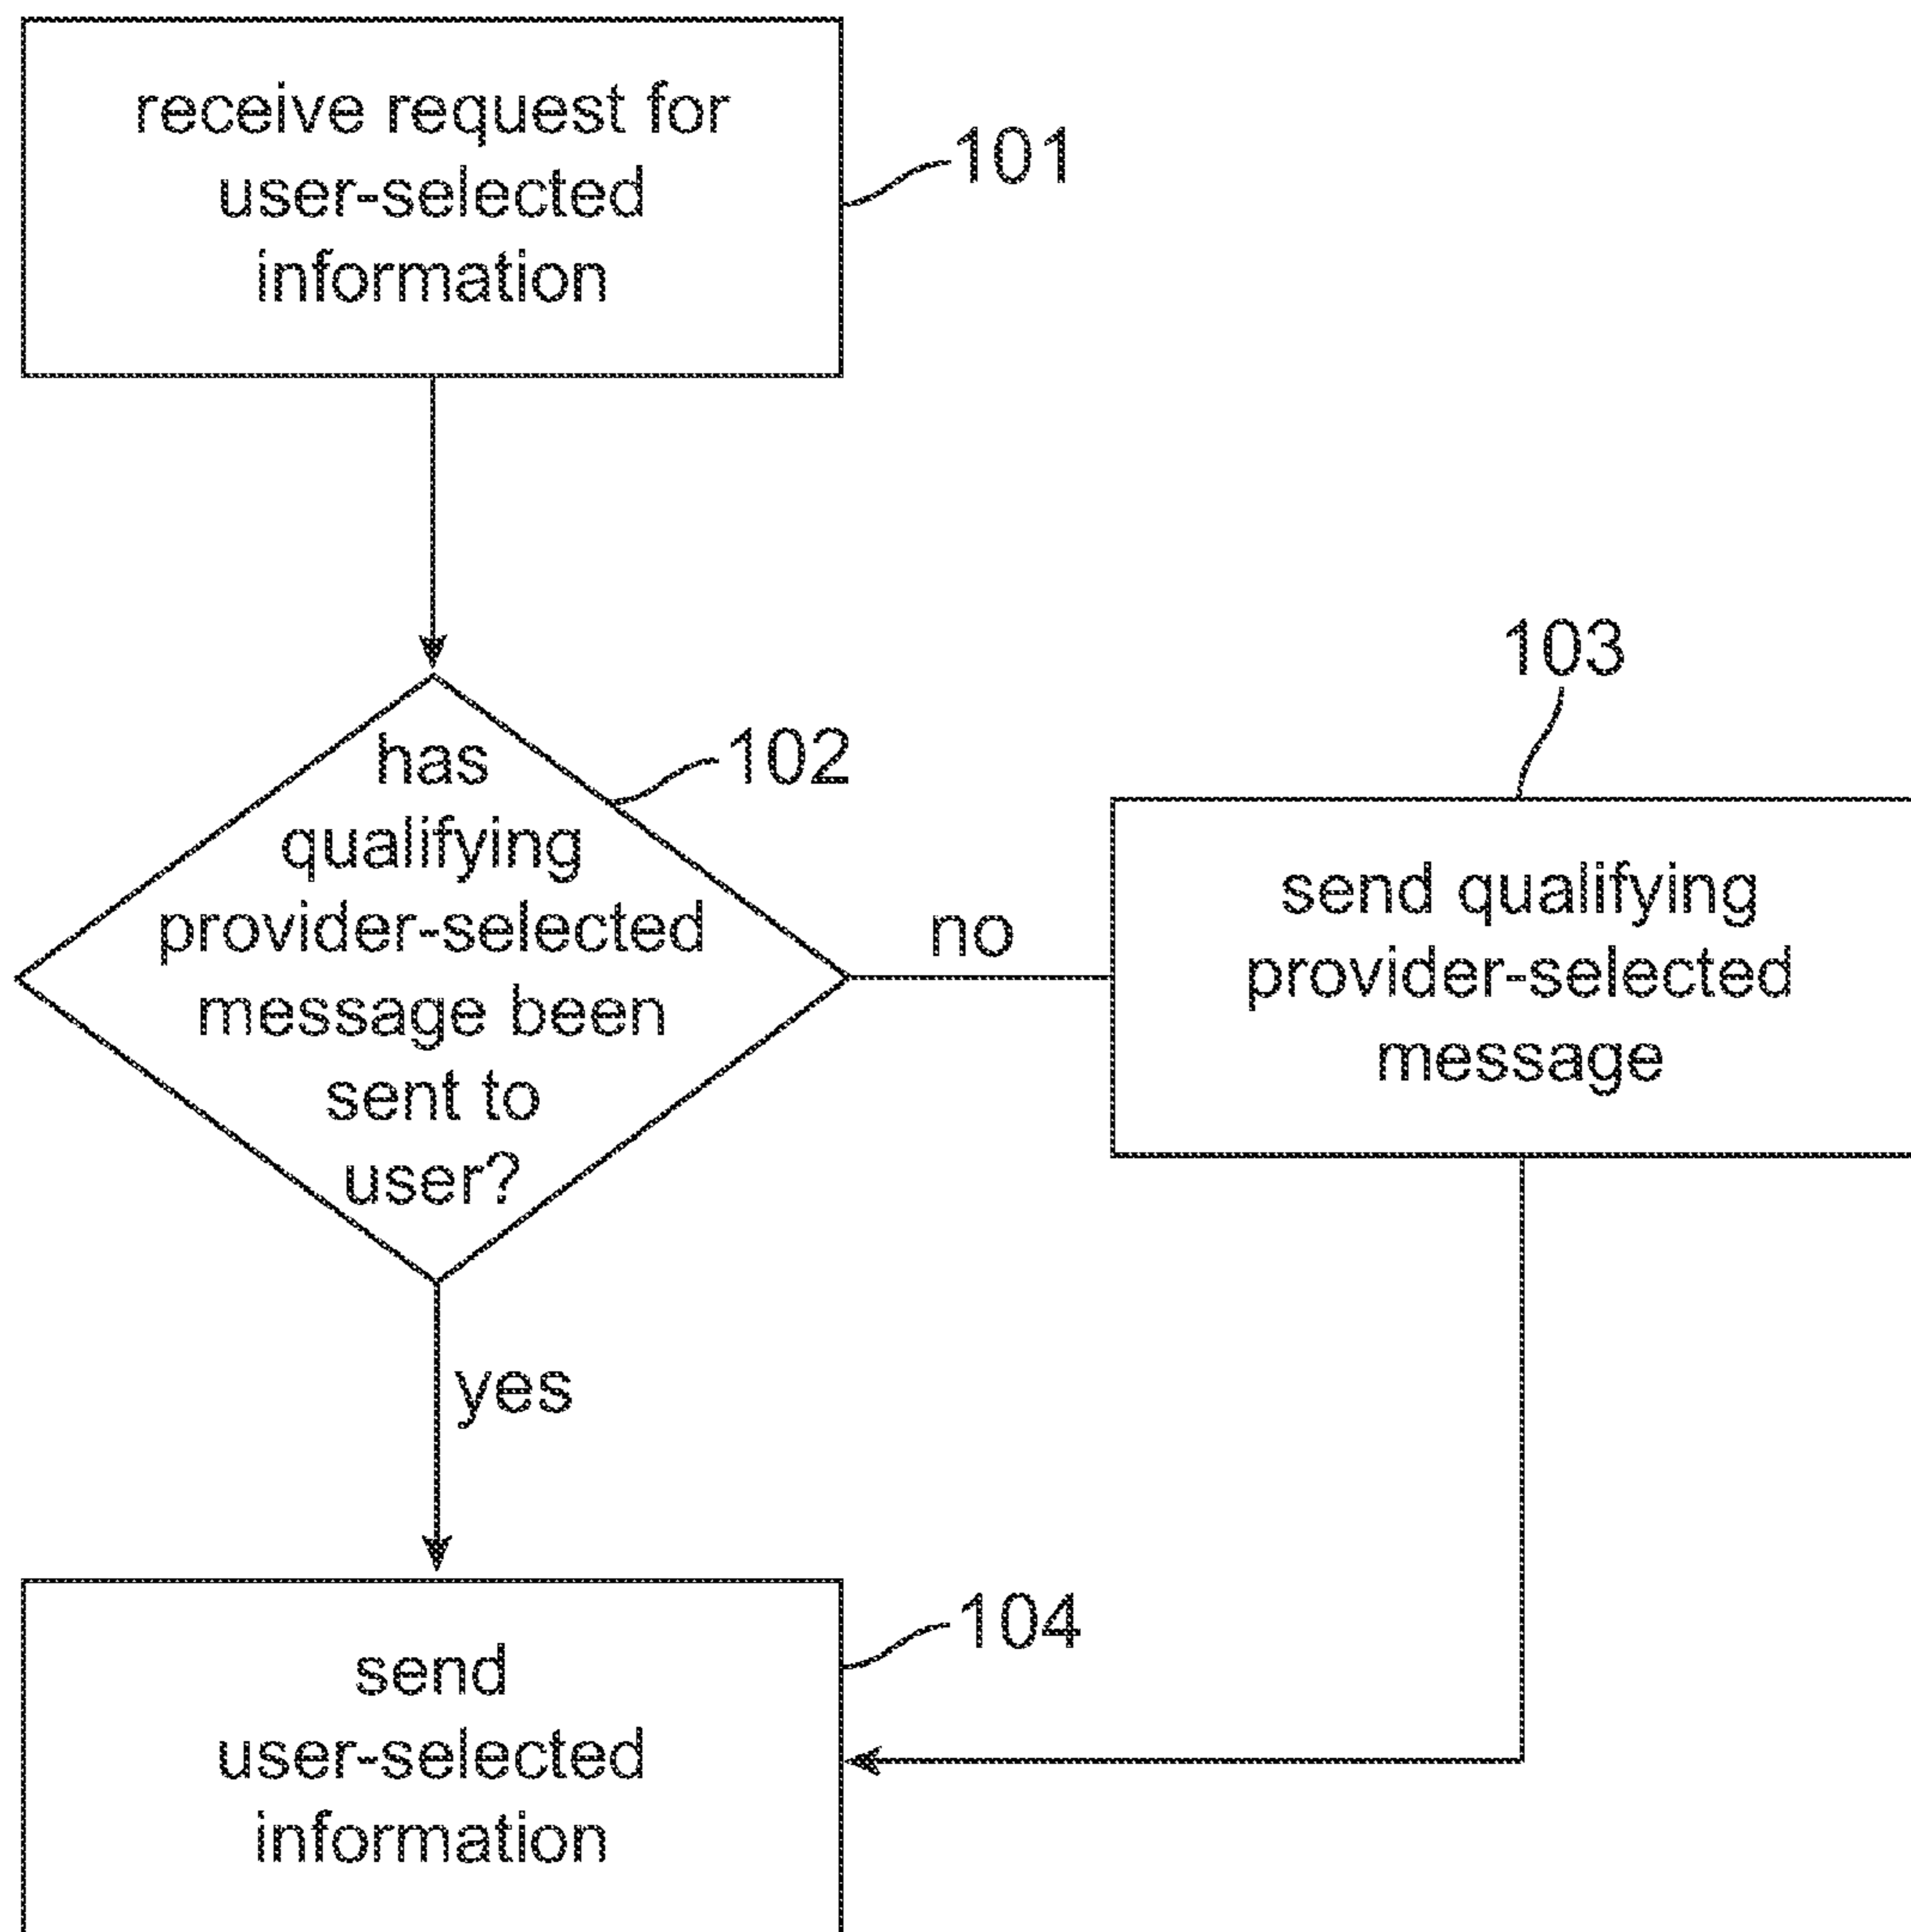 receive request for
user-selected
information
101
has
qualifying
provider-selected
message been
sent to
user?
102
no
103
send qualifying
provider-selected
message
yes
send
user-selected
information
104